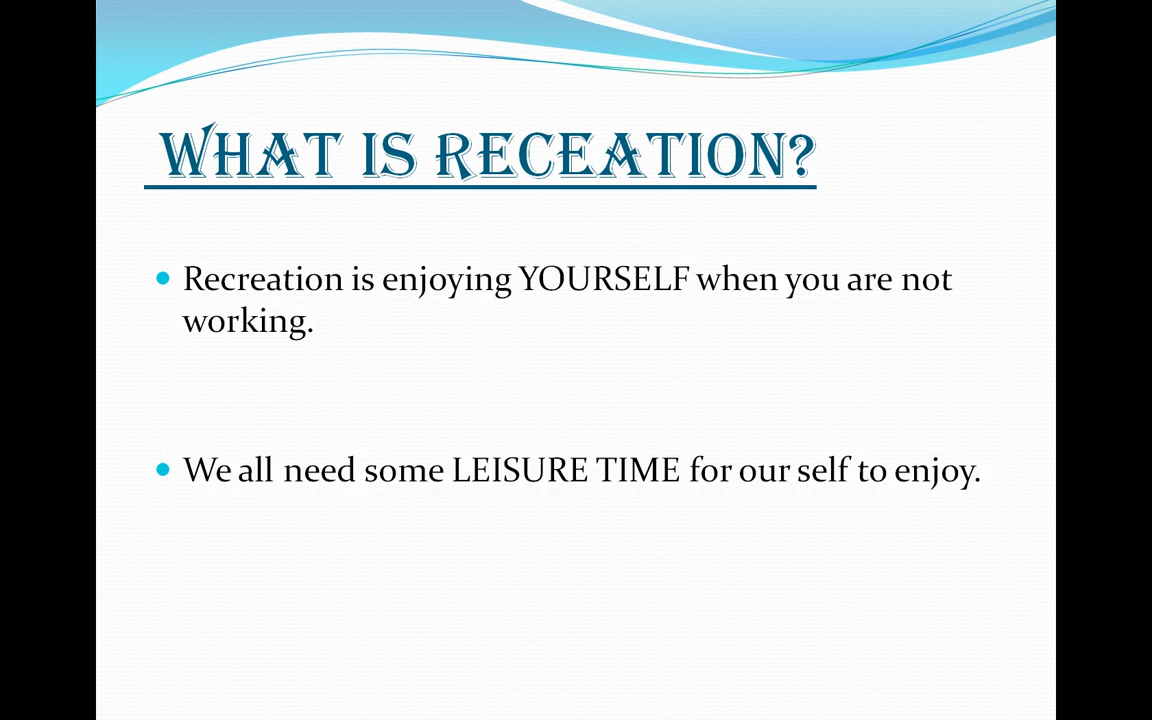 WHAT IS RECEATION?
Recreation is enjoying YOURSELF when you are not
working.
We all need some LEISURE TIME for our self to enjoy.